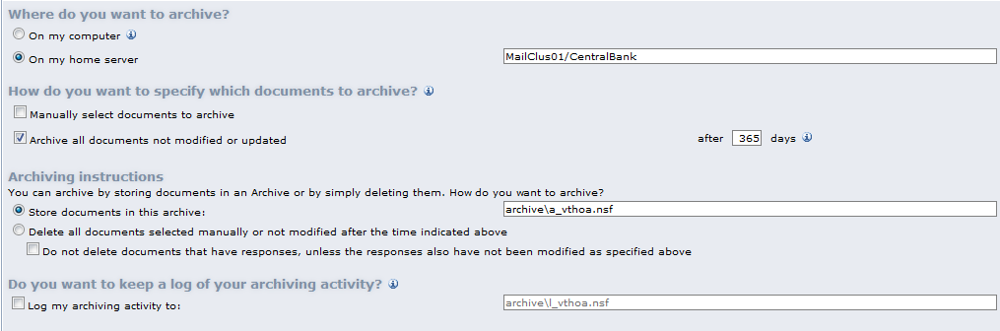 Where do you want to archive?
On my computer
On my home server MailClus01/CentralBank
How do you want to specify which documents to archive?
Manually select documents to archive
Archive all documents not modified or updated after 365 days
Archiving instructions
You can archive by storing documents in an Archive or by simply deleting them. How do you want to archive?
Store documents in this archive: archive\a_vthoa.nsf
Delete all documents selected manually or not modified after the time indicated above
Do not delete documents that have responses, unless the responses also have not been modified as specified above
Do you want to keep a log of your archiving activity?
Log my archiving activity to: archive\l_vthoa.nsf